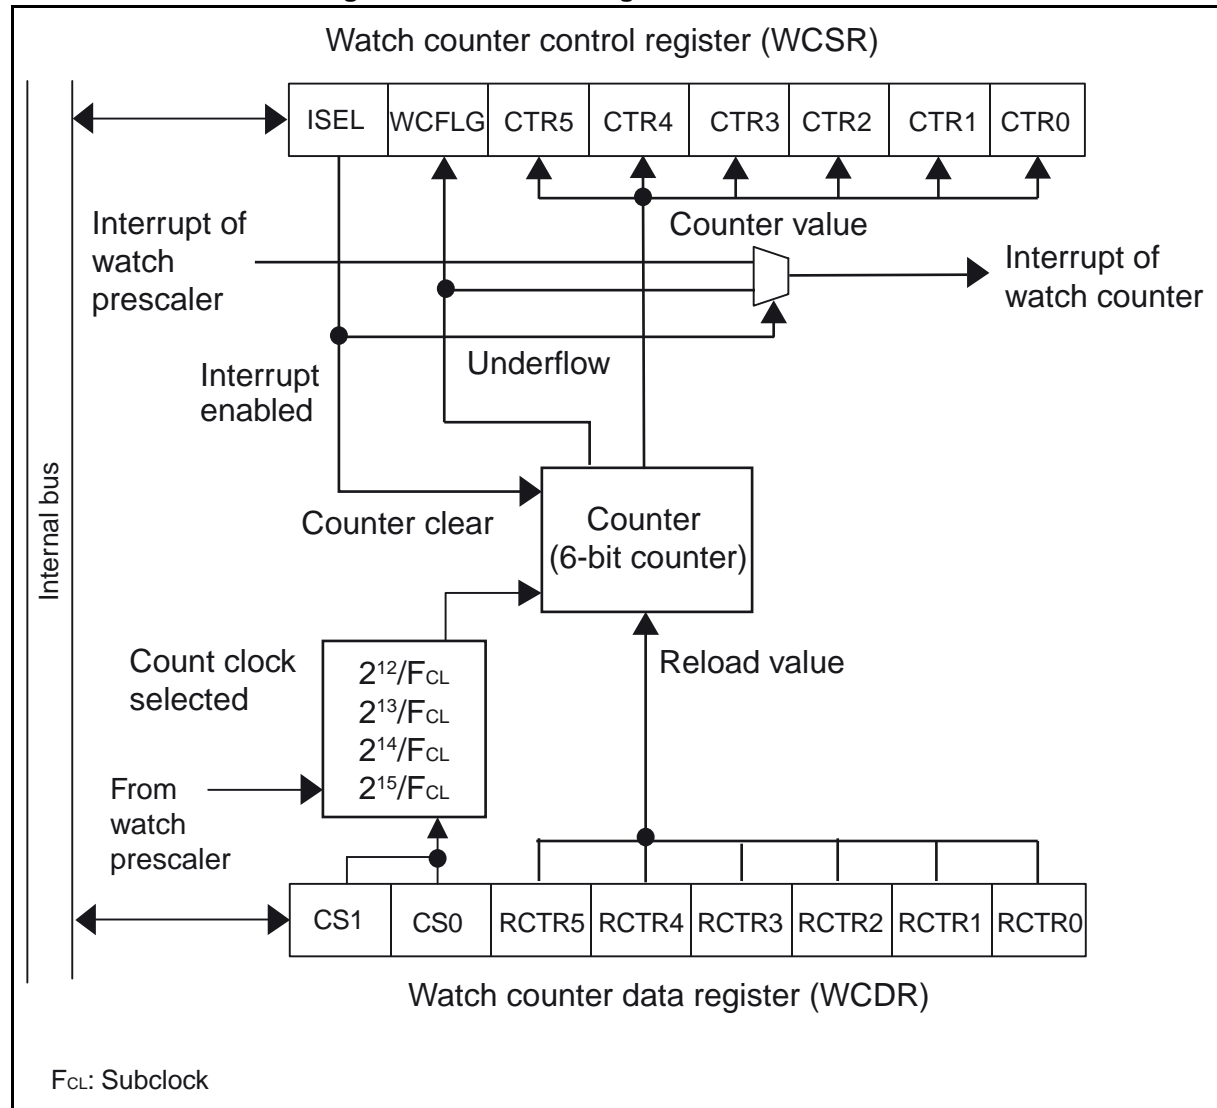 Watch counter control register (WCSR)
ISEL WCFLG CTR5 CTR4 CTR3 CTR2 CTR1 CTR0
Interrupt of
watch
prescaler
Counter value
Interrupt of
watch counter
Underflow
Interrupt
enabled
Internal bus
Counter clear
Counter
(6-bit counter)
Count clock
selected
2¹²/FCL
2¹³/FCL
2¹⁴/FCL
2¹⁵/FCL
Reload value
From
watch
prescaler
CS1 CS0 RCTR5 RCTR4 RCTR3 RCTR2 RCTR1 RCTR0
Watch counter data register (WCDR)
FCL: Subclock